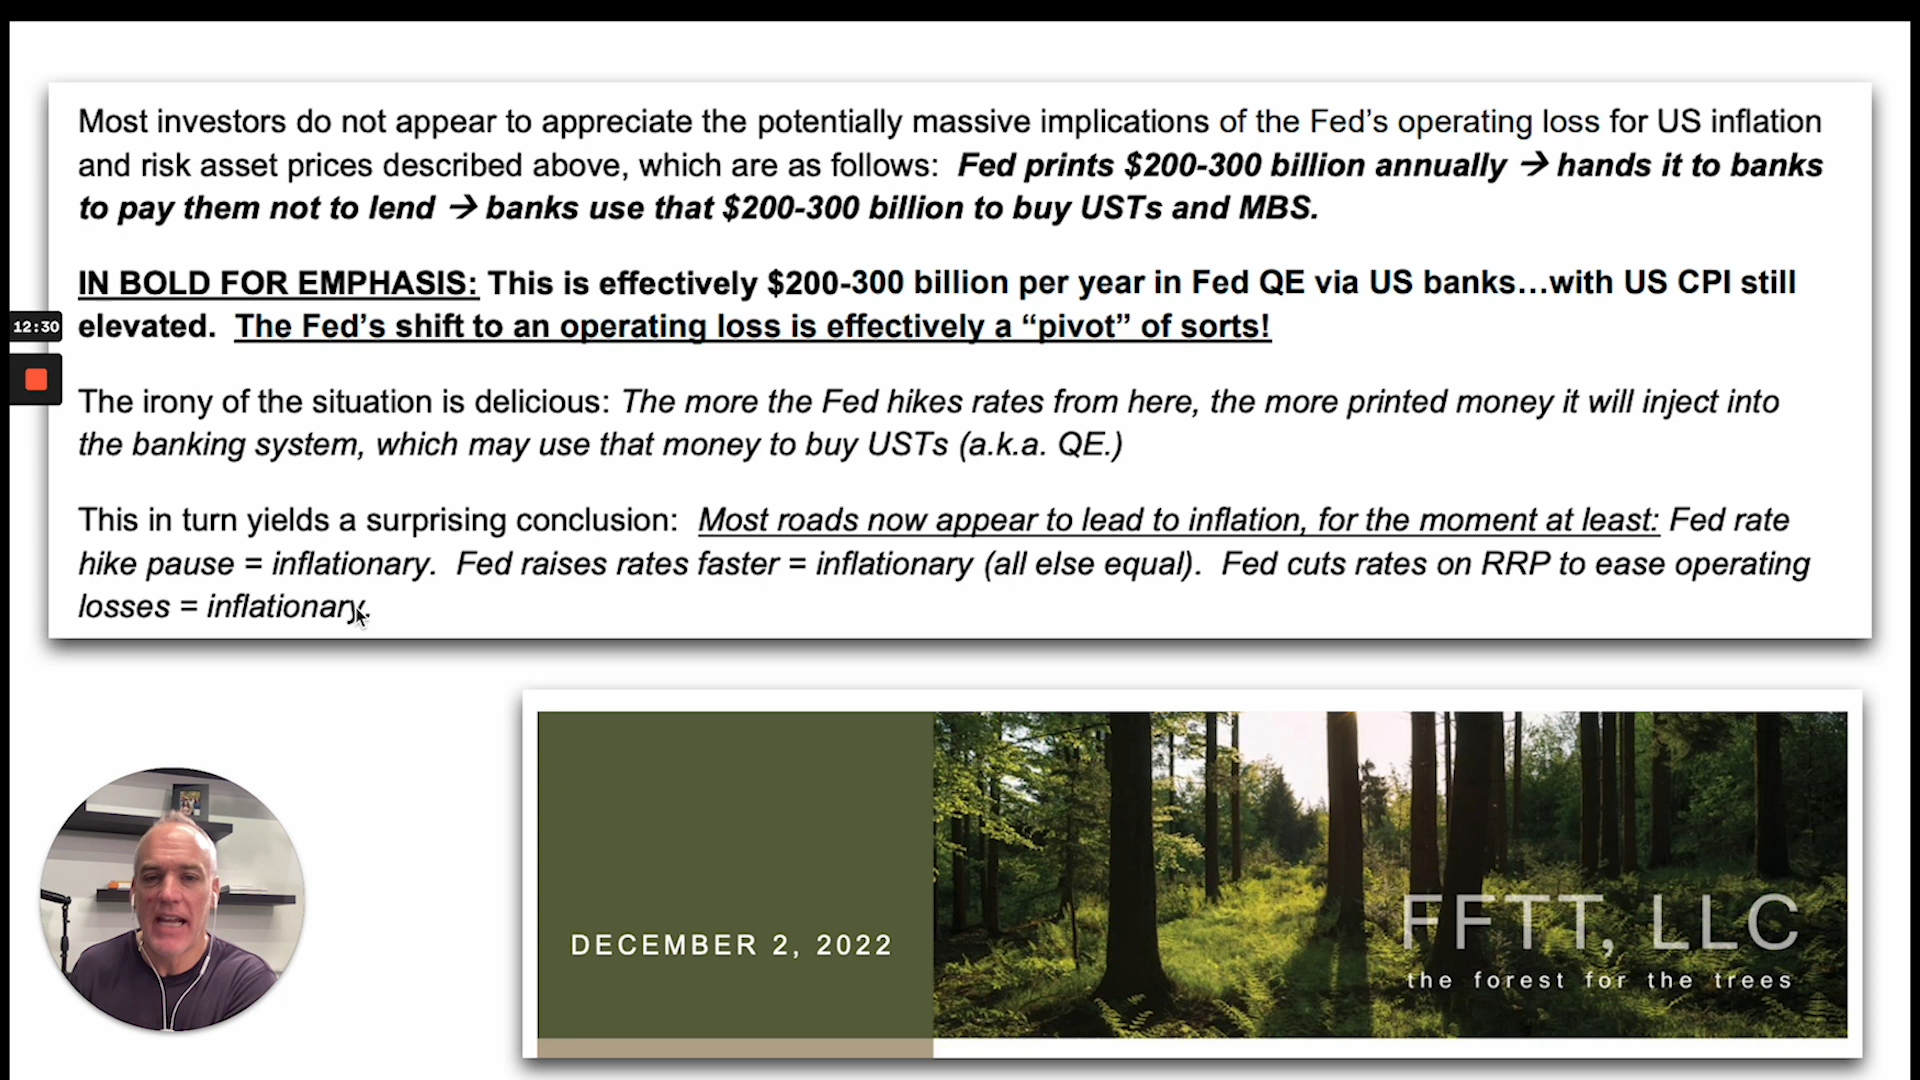 Most investors do not appear to appreciate the potentially massive implications of the Fed’s operating loss for US inflation
and risk asset prices described above, which are as follows:  Fed prints $200-300 billion annually → hands it to banks
to pay them not to lend → banks use that $200-300 billion to buy USTs and MBS.
IN BOLD FOR EMPHASIS: This is effectively $200-300 billion per year in Fed QE via US banks…with US CPI still
12:30
elevated.  The Fed’s shift to an operating loss is effectively a “pivot” of sorts!
The irony of the situation is delicious: The more the Fed hikes rates from here, the more printed money it will inject into
the banking system, which may use that money to buy USTs (a.k.a. QE.)
This in turn yields a surprising conclusion:  Most roads now appear to lead to inflation, for the moment at least: Fed rate
hike pause = inflationary.  Fed raises rates faster = inflationary (all else equal).  Fed cuts rates on RRP to ease operating
losses = inflationary.
DECEMBER 2, 2022
FFTT, LLC
the forest for the trees